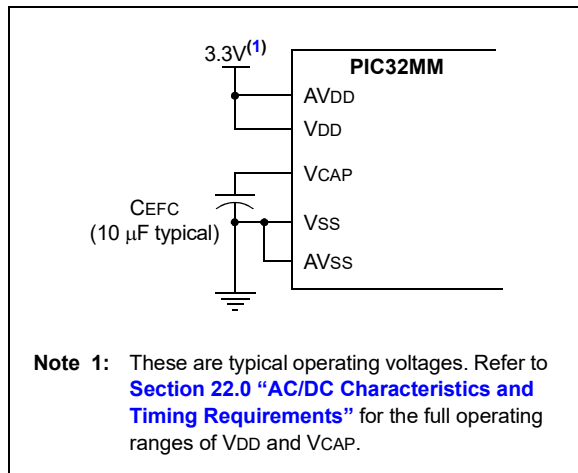 3.3V(1)
PIC32MM
AVDD
VDD
VCAP
CEFC
(10 μF typical)
VSS
AVSS
Note 1: These are typical operating voltages. Refer to
Section 22.0 “AC/DC Characteristics and
Timing Requirements” for the full operating
ranges of VDD and VCAP.